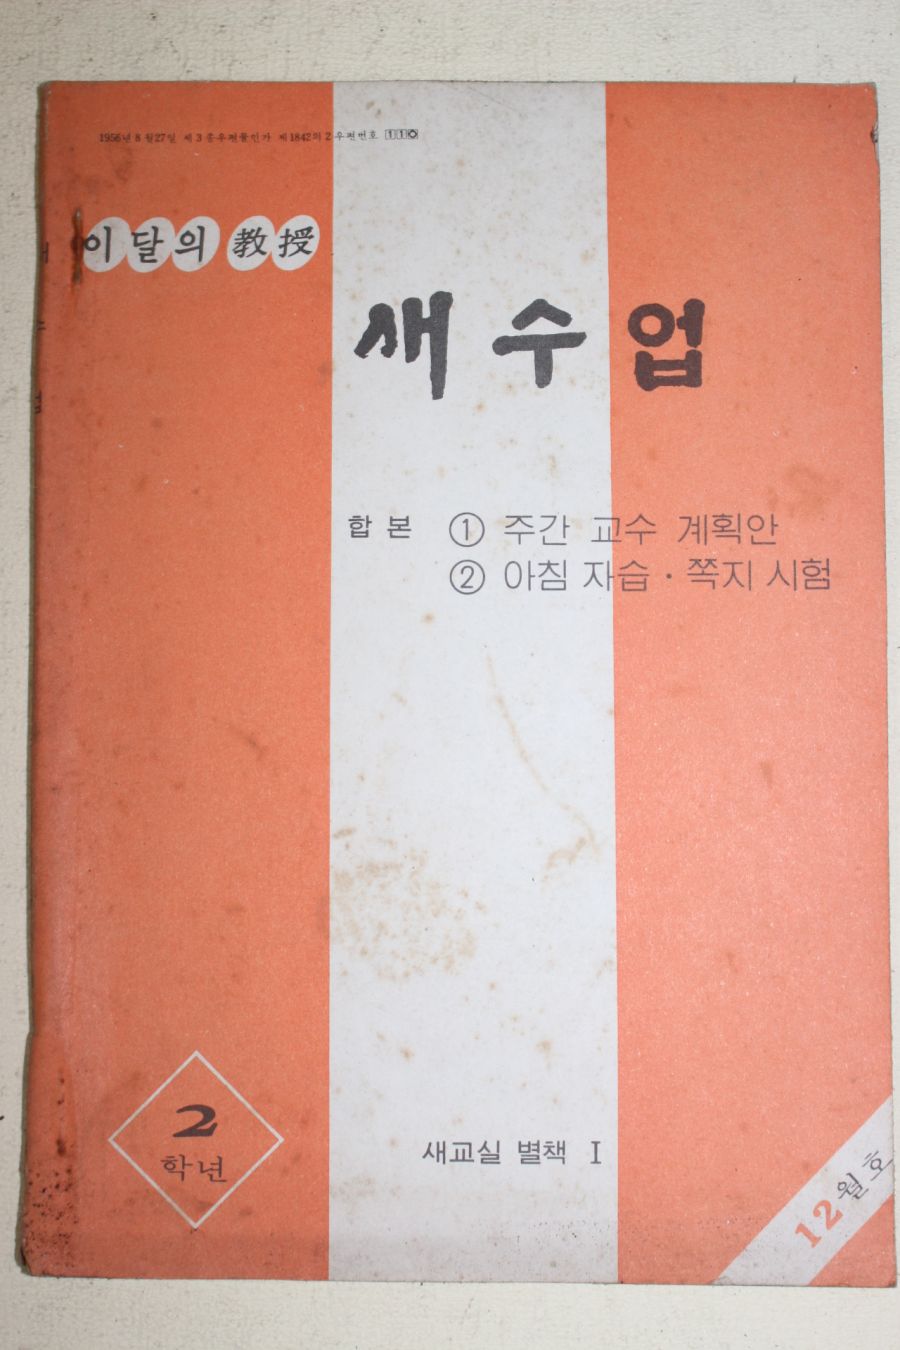 1956년 8월27일 제3종우편물인가 제1842의 2 우편번호 110
이달의 教授
새수업
합본 ① 주간 교수 계획안
② 아침 자습·쪽지 시험
2
학년
새교실 별책 I
12월호